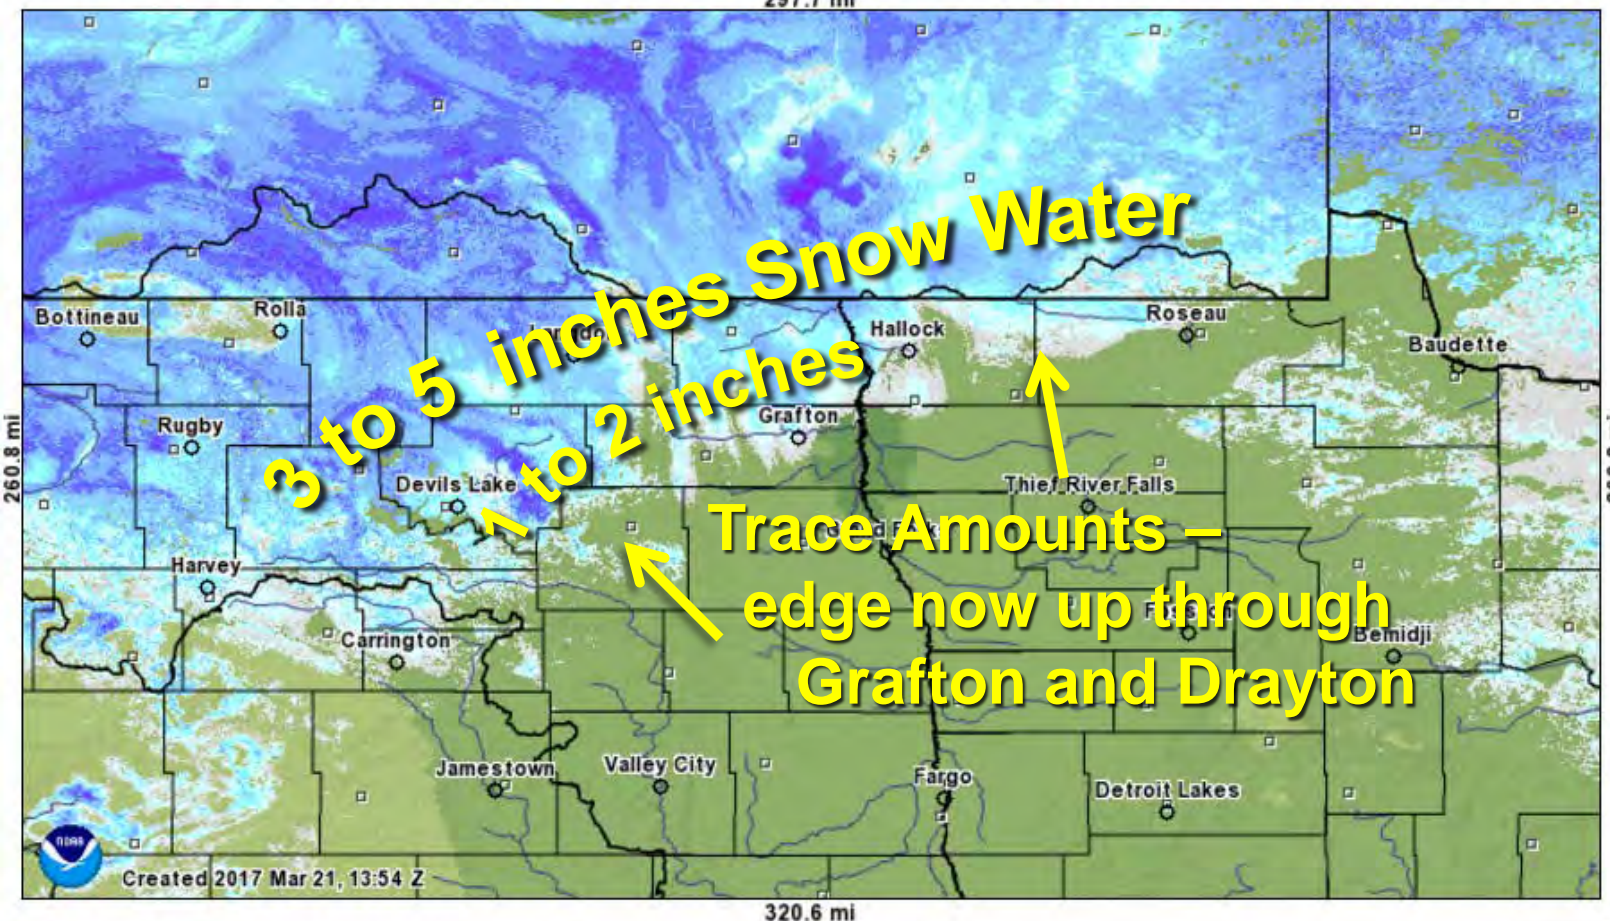 297.7 mi
3 to 5 inches Snow Water
Rolla
Bottineau
Hallock
Roseau
Baudette
1 to 2 inches
Grafton
Rugby
260.8 mi
Devils Lake
Thief River Falls
Trace Amounts –
Harvey
edge now up through
Carrington
Bemidji
Grafton and Drayton
Jamestown
Valley City
Fargo
Detroit Lakes
NOAA
Created 2017 Mar 21, 13:54 Z
320.6 mi